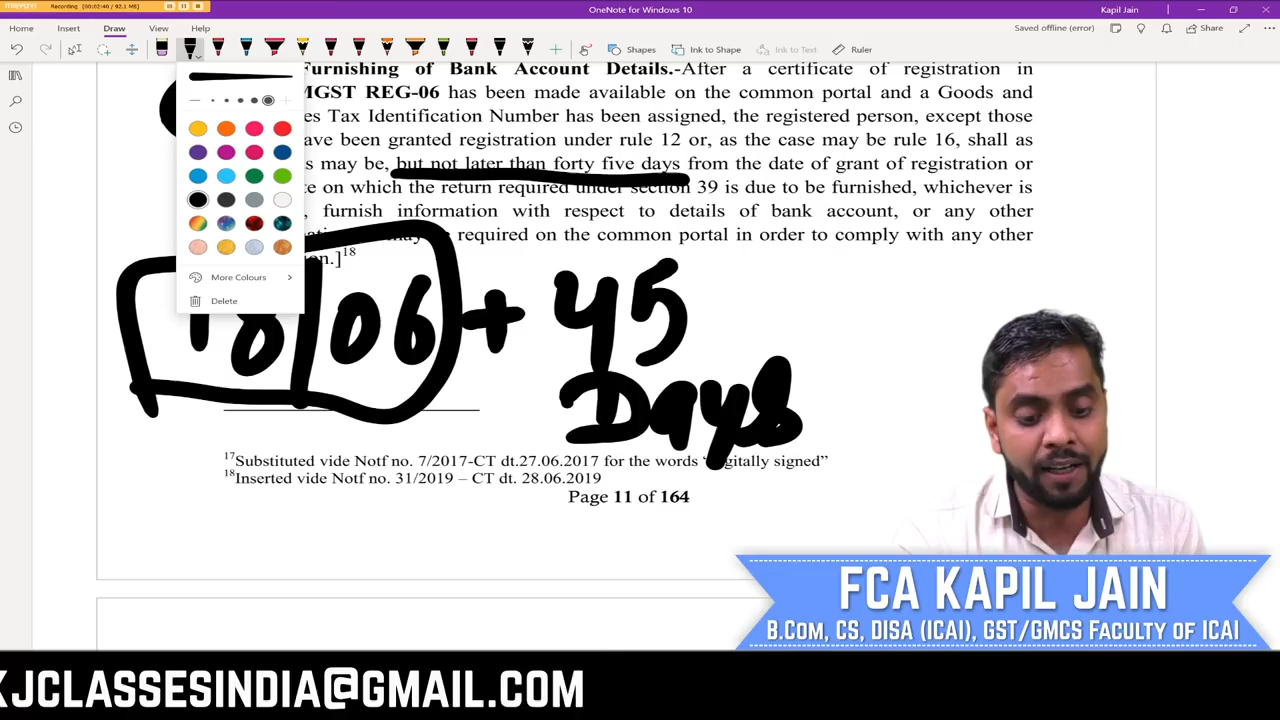 Recording [00:02:40 / 92.1 MB]
OneNote for Windows 10
Kapil Jain
Home Insert Draw View Help
Saved offline (error) Share
Shapes Ink to Shape Ink to Text Ruler
Furnishing of Bank Account Details.-After a certificate of registration in
MGST REG-06 has been made available on the common portal and a Goods and
es Tax Identification Number has been assigned, the registered person, except those
ave been granted registration under rule 12 or, as the case may be rule 16, shall as
s may be, but not later than forty five days from the date of grant of registration or
te on which the return required under section 39 is due to be furnished, whichever is
, furnish information with respect to details of bank account, or any other
required on the common portal in order to comply with any other
on.]18
More Colours
Delete
18 06 + 45
Days
17Substituted vide Notf no. 7/2017-CT dt.27.06.2017 for the words signed”
18Inserted vide Notf no. 31/2019 – CT dt. 28.06.2019
Page 11 of 164
FCA KAPIL JAIN
B.Com, CS, DISA (ICAI), GST/GMCS Faculty of ICAI
KJCLASSESINDIA@GMAIL.COM